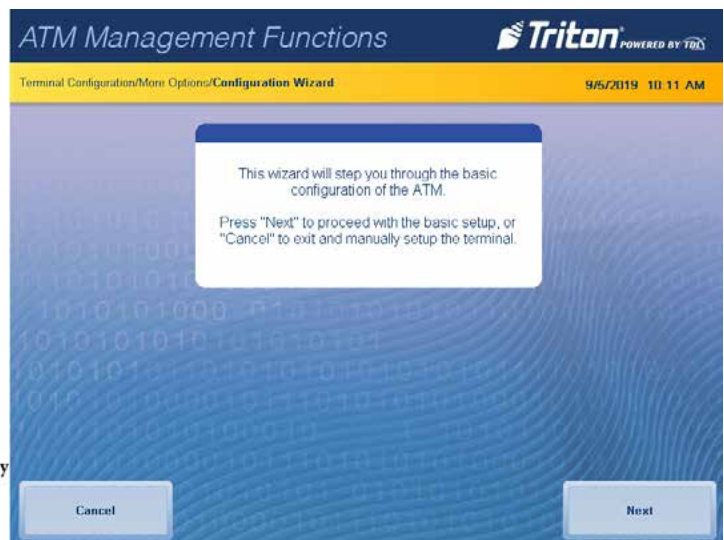 ATM Management Functions
Triton POWERED BY TDL
Terminal Configuration/More Options/Configuration Wizard
9/5/2019 10:11 AM
This wizard will step you through the basic
configuration of the ATM.
Press "Next" to proceed with the basic setup, or
"Cancel" to exit and manually setup the terminal.
y
Cancel
Next